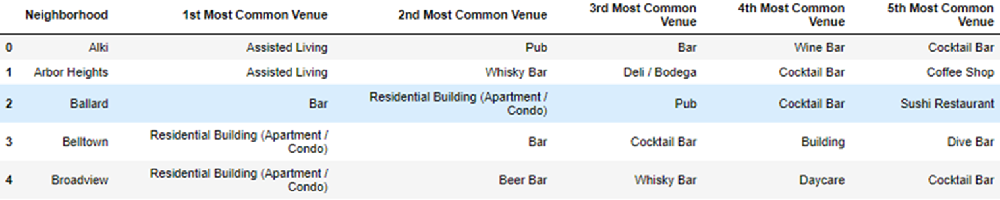 Neighborhood 1st Most Common Venue 2nd Most Common Venue 3rd Most Common Venue 4th Most Common Venue 5th Most Common Venue
0 Alki Assisted Living Pub Bar Wine Bar Cocktail Bar
1 Arbor Heights Assisted Living Whisky Bar Deli / Bodega Cocktail Bar Coffee Shop
2 Ballard Bar Residential Building (Apartment / Condo) Pub Cocktail Bar Sushi Restaurant
3 Belltown Residential Building (Apartment / Condo) Bar Cocktail Bar Building Dive Bar
4 Broadview Residential Building (Apartment / Condo) Beer Bar Whisky Bar Daycare Cocktail Bar